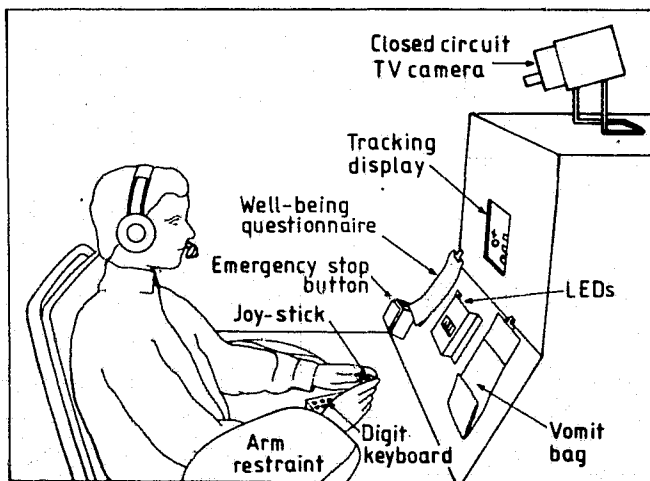 Closed circuit
TV camera
Tracking
display
Well-being
questionnaire
Emergency stop
button
LEDs
Joy-stick
Digit
keyboard
Arm
restraint
Vomit
bag